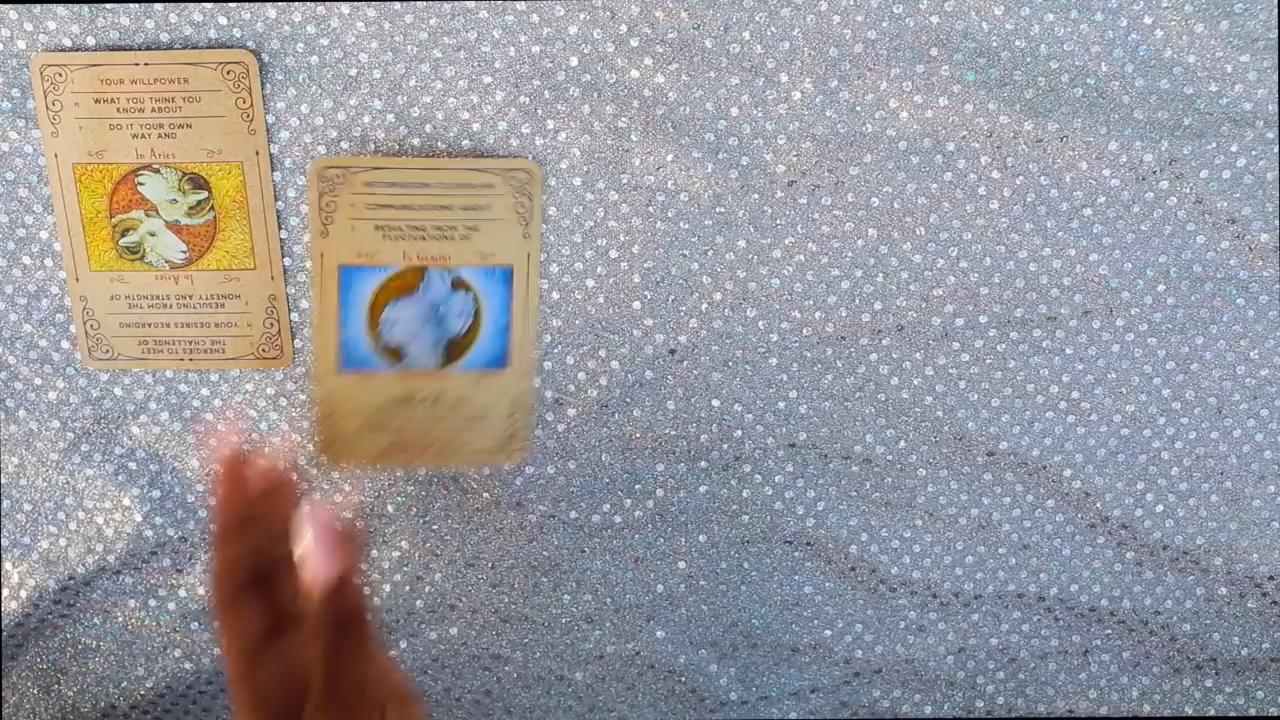 YOUR WILLPOWER
M WHAT YOU THINK YOU
KNOW ABOUT
DO IT YOUR OWN
WAY AND
In Aries
In Aries
RESULTING FROM THE
HONESTY AND STRENGTH OF
YOUR DESIRES REGARDING
ENERGIES TO MEET
THE CHALLENGE OF
COMMUNICATIONS ABOUT
RESULTING FROM THE
FLUCTUATIONS OF
In Gemini